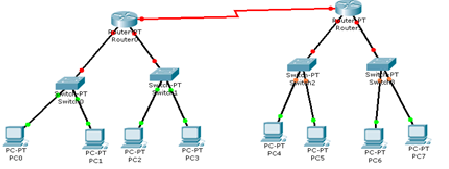 Router-PT
Router0
Router-PT
Switch-PT
Switch0
Switch-PT
Switch1
Switch-PT
Switch2
Switch-PT
PC-PT
PC0
PC-PT
PC1
PC-PT
PC2
PC-PT
PC3
PC-PT
PC4
PC-PT
PC5
PC-PT
PC6
PC-PT
PC7